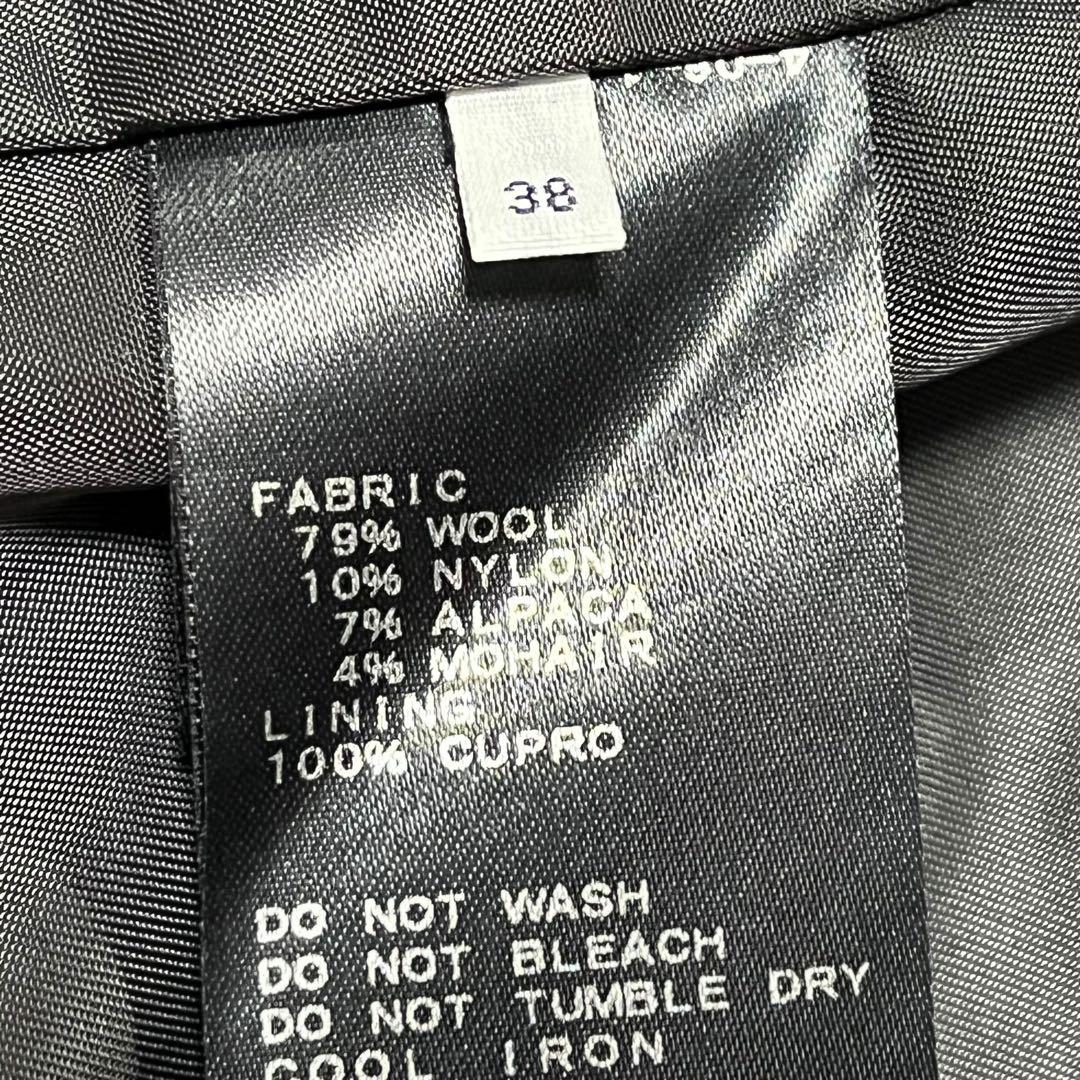 38
FABRIC
79% WOOL
10% NYLON
7% ALPACA
4% MOHAIR
LINING
100% CUPRO
DO NOT WASH
DO NOT BLEACH
DO NOT TUMBLE DRY
COOL IRON